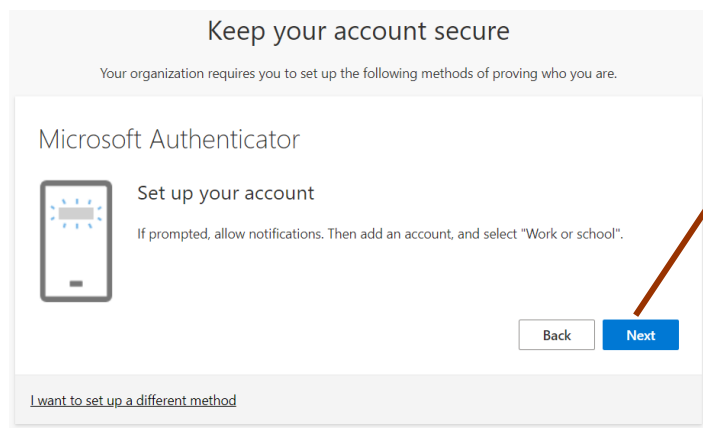 Keep your account secure
Your organization requires you to set up the following methods of proving who you are.
Microsoft Authenticator
Set up your account
If prompted, allow notifications. Then add an account, and select "Work or school".
Back
Next
I want to set up a different method